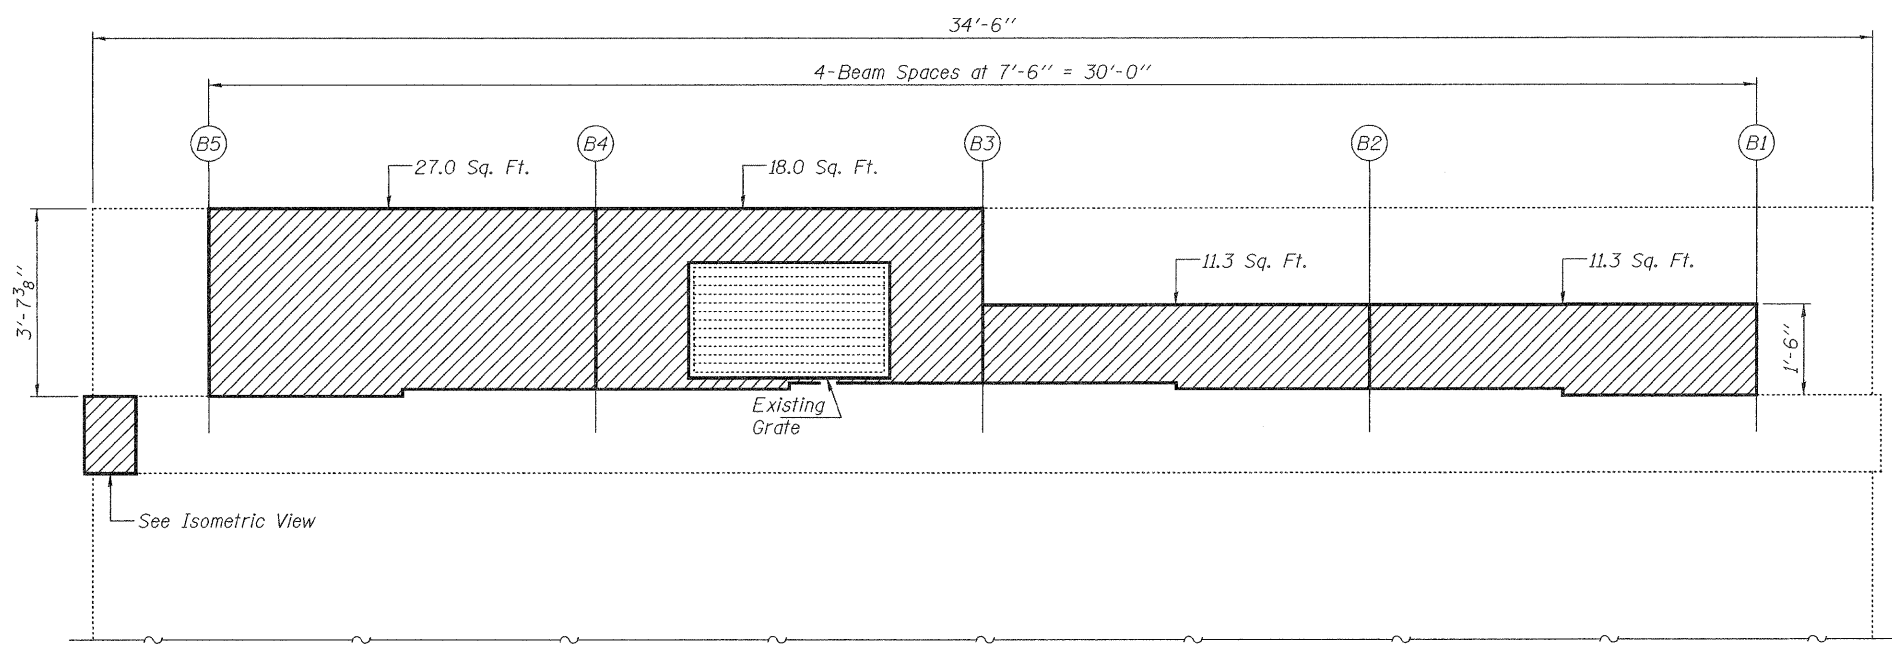 34'-6"
4-Beam Spaces at 7'-6" = 30'-0"
B5
B4
B3
B2
B1
27.0 Sq. Ft.
18.0 Sq. Ft.
11.3 Sq. Ft.
11.3 Sq. Ft.
3'-7 3/8"
1'-6"
Existing
Grate
See Isometric View